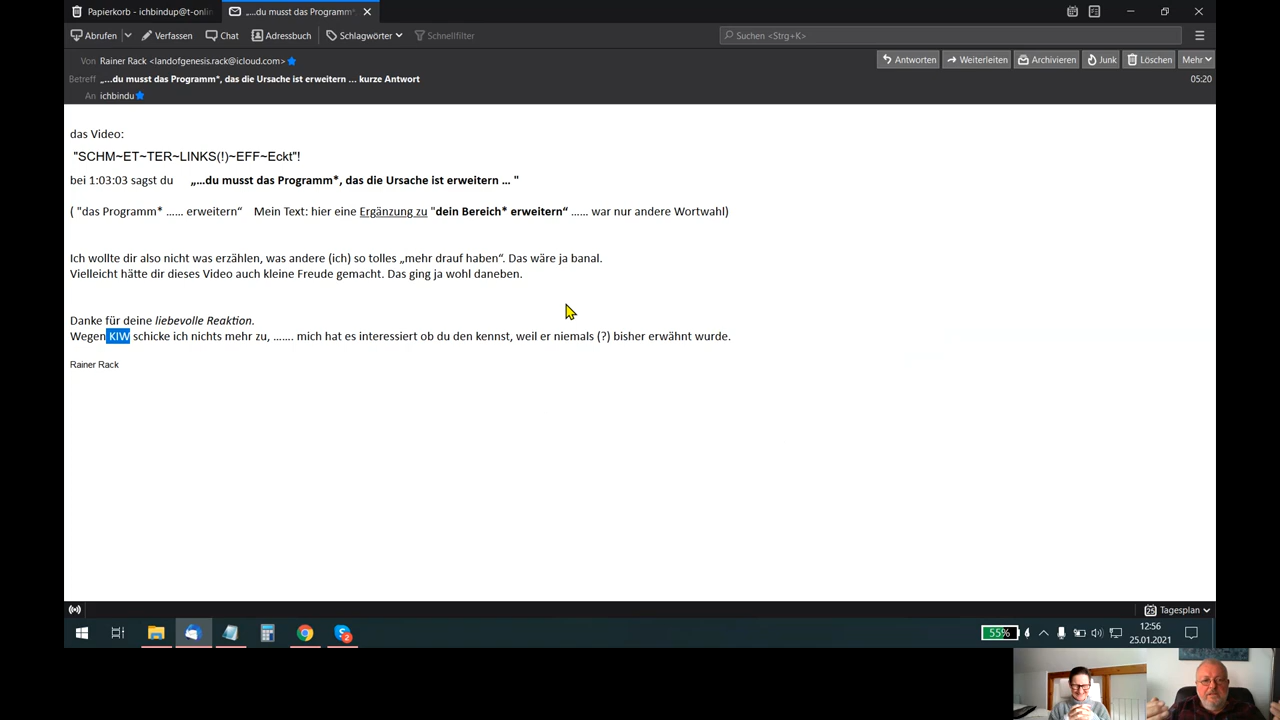 Papierkorb - ichbindup@t-onlin
„...du musst das Programm*,
Abrufen
Verfassen
Chat
Adressbuch
Schlagwörter
Schnellfilter
Suchen <Strg+K>
Von Rainer Rack <landofgenesis.rack@icloud.com>
Antworten
Weiterleiten
Archivieren
Junk
Löschen
Mehr
Betreff „...du musst das Programm*, das die Ursache ist erweitern ... kurze Antwort
05:20
An ichbindu
das Video:
"SCHM~ET~TER~LINKS(!)~EFF~Eckt"!
bei 1:03:03 sagst du „...du musst das Programm*, das die Ursache ist erweitern ... "
( "das Programm* ...... erweitern“ Mein Text: hier eine Ergänzung zu "dein Bereich* erweitern“ ...... war nur andere Wortwahl)
Ich wollte dir also nicht was erzählen, was andere (ich) so tolles „mehr drauf haben“. Das wäre ja banal.
Vielleicht hätte dir dieses Video auch kleine Freude gemacht. Das ging ja wohl daneben.
Danke für deine liebevolle Reaktion.
Wegen KIW schicke ich nichts mehr zu, ....... mich hat es interessiert ob du den kennst, weil er niemals (?) bisher erwähnt wurde.
Rainer Rack
Tagesplan
55%
12:56
25.01.2021